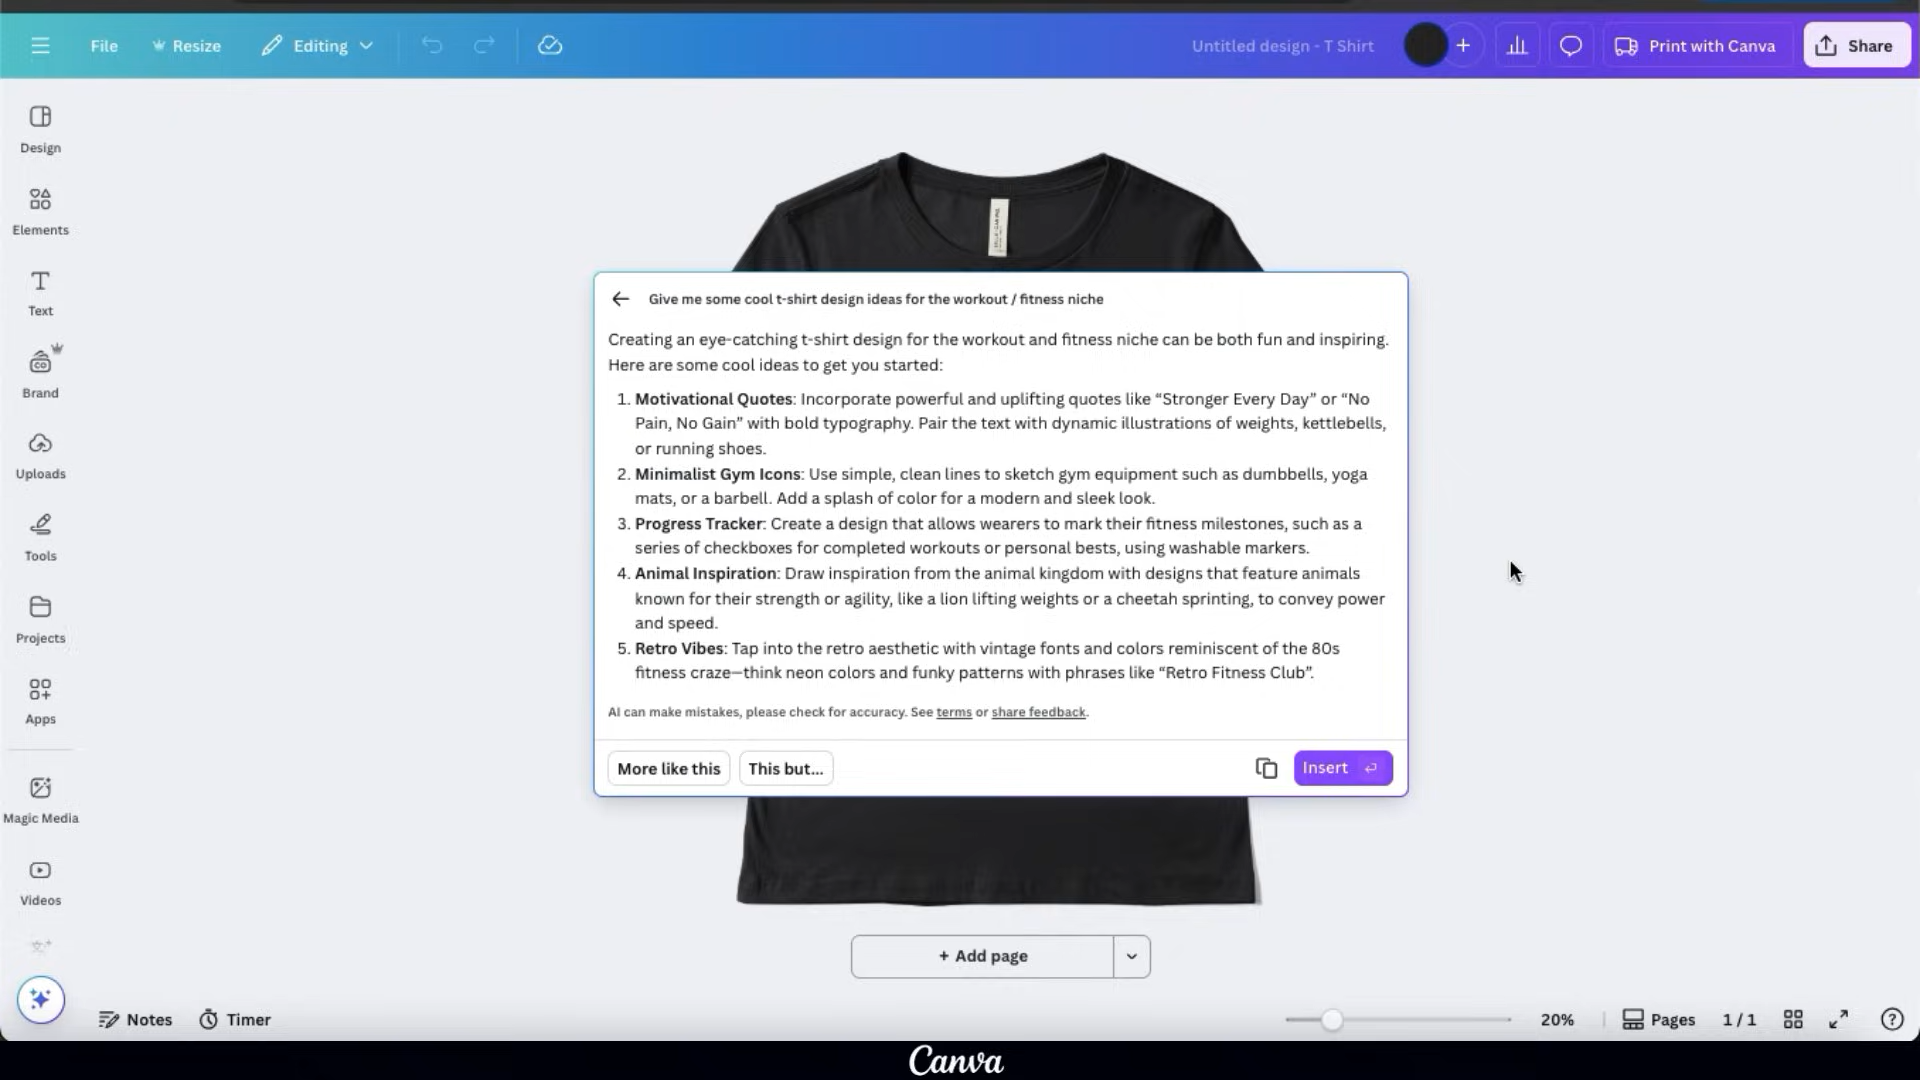 File
Resize
Editing
Untitled design - T Shirt
+
Print with Canva
Share
Design
Elements
Text
Brand
Uploads
Tools
Projects
Apps
Magic Media
Videos
Give me some cool t-shirt design ideas for the workout / fitness niche
Creating an eye-catching t-shirt design for the workout and fitness niche can be both fun and inspiring.
Here are some cool ideas to get you started:
1. Motivational Quotes: Incorporate powerful and uplifting quotes like “Stronger Every Day” or “No
Pain, No Gain” with bold typography. Pair the text with dynamic illustrations of weights, kettlebells,
or running shoes.
2. Minimalist Gym Icons: Use simple, clean lines to sketch gym equipment such as dumbbells, yoga
mats, or a barbell. Add a splash of color for a modern and sleek look.
3. Progress Tracker: Create a design that allows wearers to mark their fitness milestones, such as a
series of checkboxes for completed workouts or personal bests, using washable markers.
4. Animal Inspiration: Draw inspiration from the animal kingdom with designs that feature animals
known for their strength or agility, like a lion lifting weights or a cheetah sprinting, to convey power
and speed.
5. Retro Vibes: Tap into the retro aesthetic with vintage fonts and colors reminiscent of the 80s
fitness craze—think neon colors and funky patterns with phrases like “Retro Fitness Club”.
AI can make mistakes, please check for accuracy. See terms or share feedback.
More like this
This but...
Insert
+ Add page
Notes
Timer
20%
Pages
1 / 1
Canva